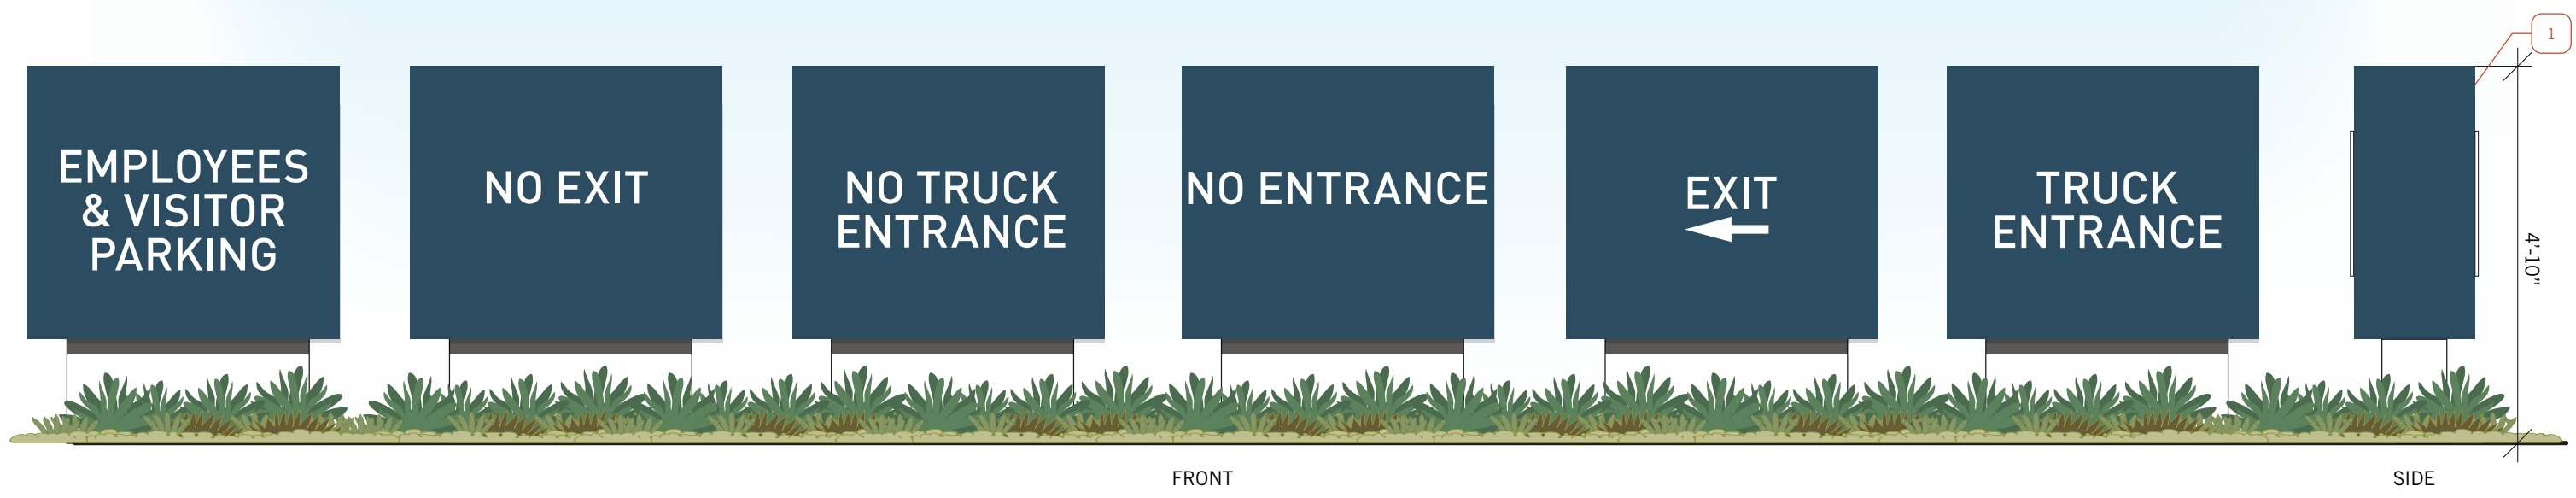 1
EMPLOYEES
& VISITOR
PARKING
NO EXIT
NO TRUCK
ENTRANCE
NO ENTRANCE
EXIT
TRUCK
ENTRANCE
4'-10"
FRONT
SIDE